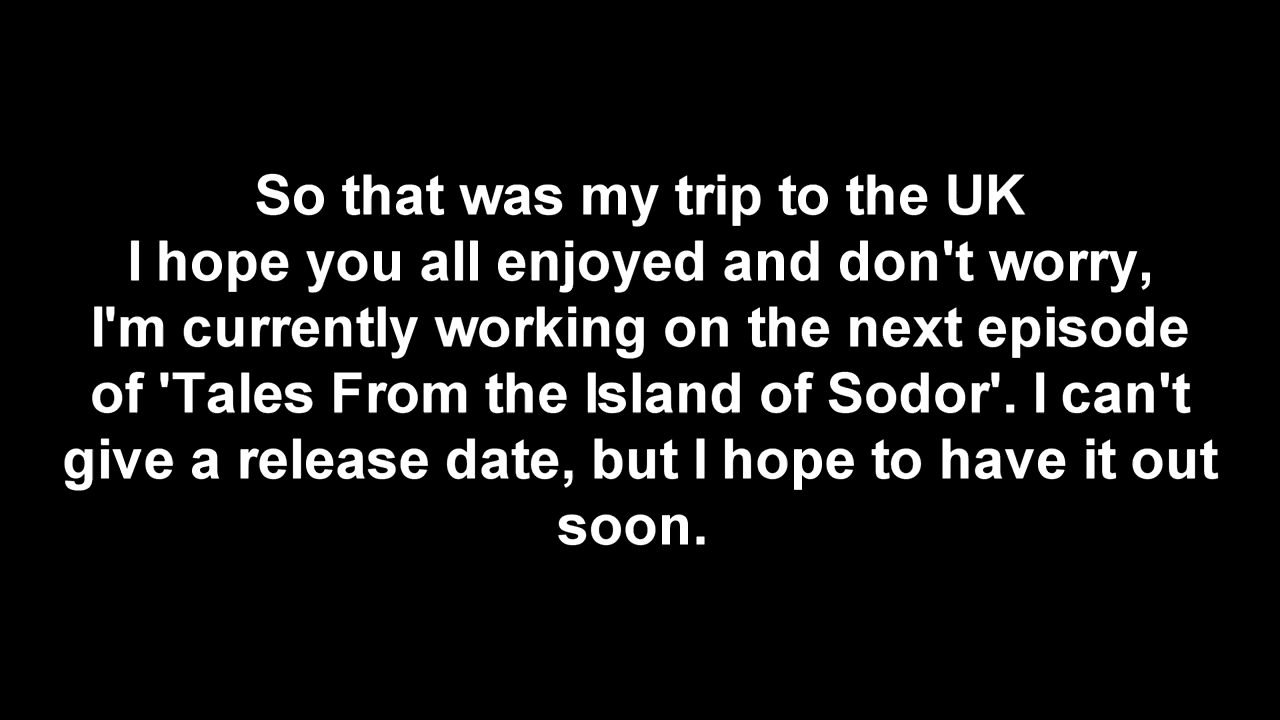 So that was my trip to the UK
I hope you all enjoyed and don't worry,
I'm currently working on the next episode
of 'Tales From the Island of Sodor'. I can't
give a release date, but I hope to have it out
soon.